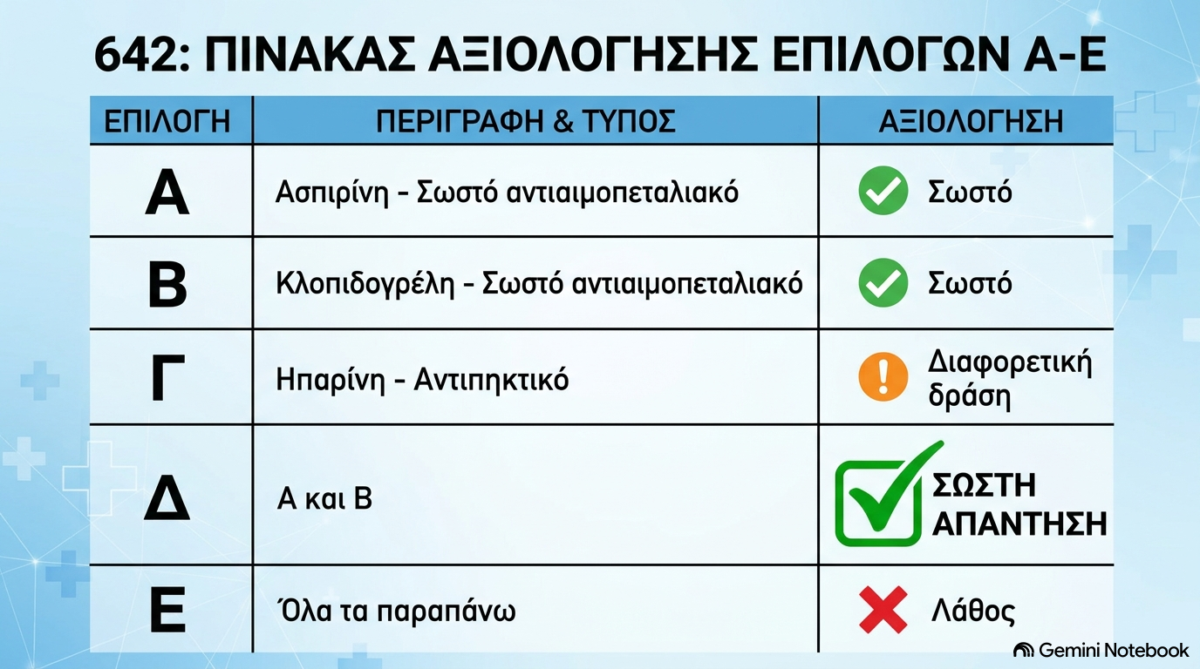 642: ΠΙΝΑΚΑΣ ΑΞΙΟΛΟΓΗΣΗΣ ΕΠΙΛΟΓΩΝ Α-Ε
ΕΠΙΛΟΓΗ ΠΕΡΙΓΡΑΦΗ & ΤΥΠΟΣ ΑΞΙΟΛΟΓΗΣΗ
Α Ασπιρίνη - Σωστό αντιαιμοπεταλιακό Σωστό
Β Κλοπιδογρέλη - Σωστό αντιαιμοπεταλιακό Σωστό
Γ Ηπαρίνη - Αντιπηκτικό Διαφορετική
δράση
Δ Α και Β ΣΩΣΤΗ
ΑΠΑΝΤΗΣΗ
Ε Όλα τα παραπάνω Λάθος
Gemini Notebook